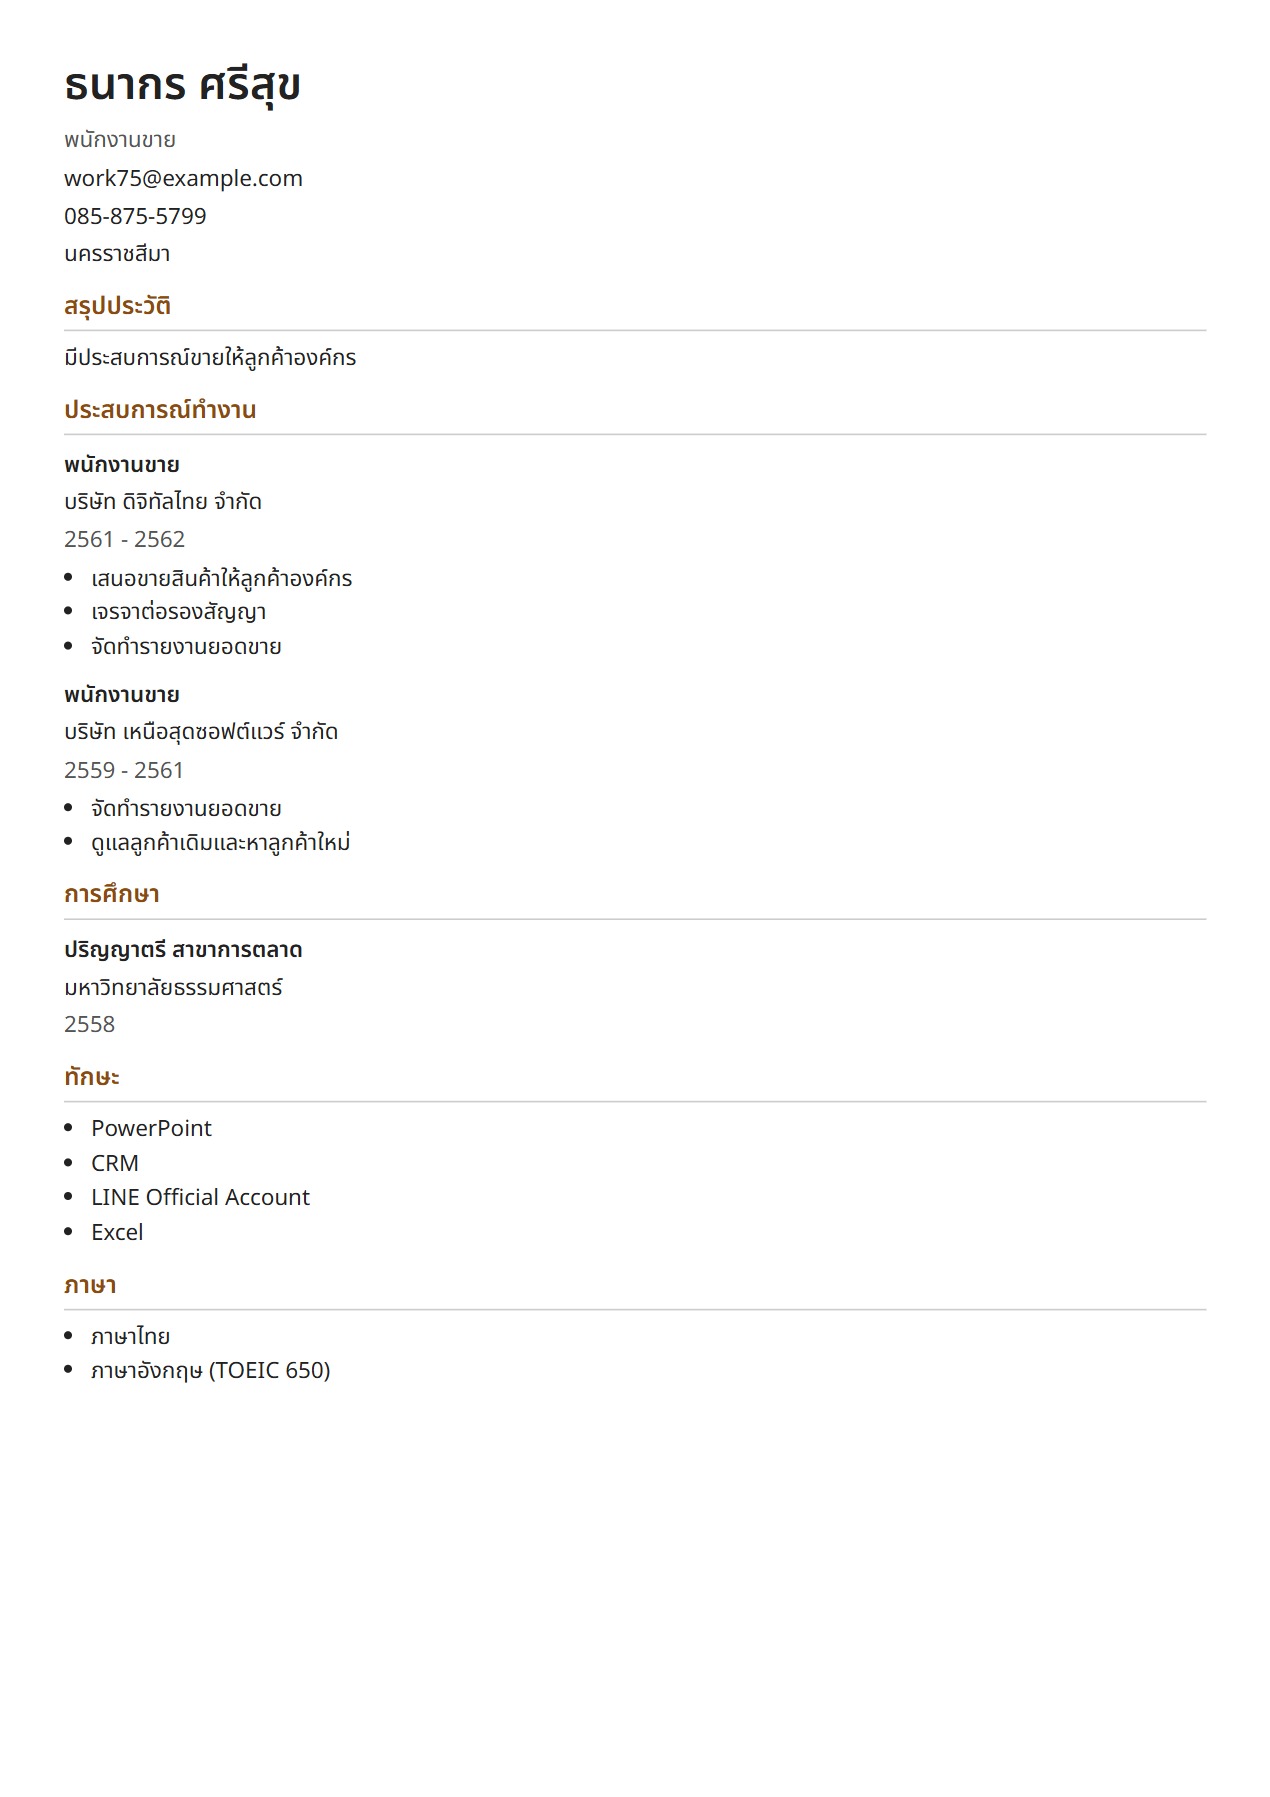 ธนากร ศรีสุข
พนักงานขาย
work75@example.com
085-875-5799
นครราชสีมา
สรุปประวัติ
มีประสบการณ์ขายให้ลูกค้าองค์กร
ประสบการณ์ทำงาน
พนักงานขาย
บริษัท ดิจิทัลไทย จำกัด
2561 - 2562
• เสนอขายสินค้าให้ลูกค้าองค์กร
• เจรจาต่อรองสัญญา
• จัดทำรายงานยอดขาย
พนักงานขาย
บริษัท เหนือสุดซอฟต์แวร์ จำกัด
2559 - 2561
• จัดทำรายงานยอดขาย
• ดูแลลูกค้าเดิมและหาลูกค้าใหม่
การศึกษา
ปริญญาตรี สาขาการตลาด
มหาวิทยาลัยธรรมศาสตร์
2558
ทักษะ
• PowerPoint
• CRM
• LINE Official Account
• Excel
ภาษา
• ภาษาไทย
• ภาษาอังกฤษ (TOEIC 650)